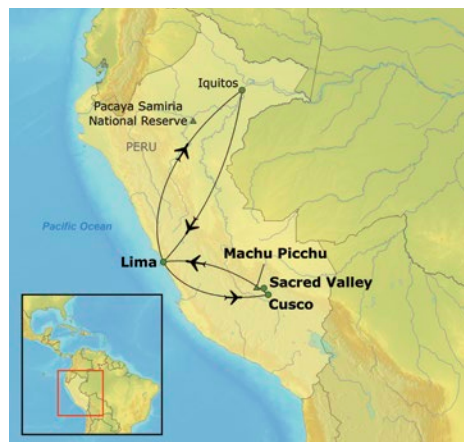 Iquitos
Pacaya Samiria
National Reserve
PERU
Pacific Ocean
Machu Picchu
Lima
Sacred Valley
Cusco